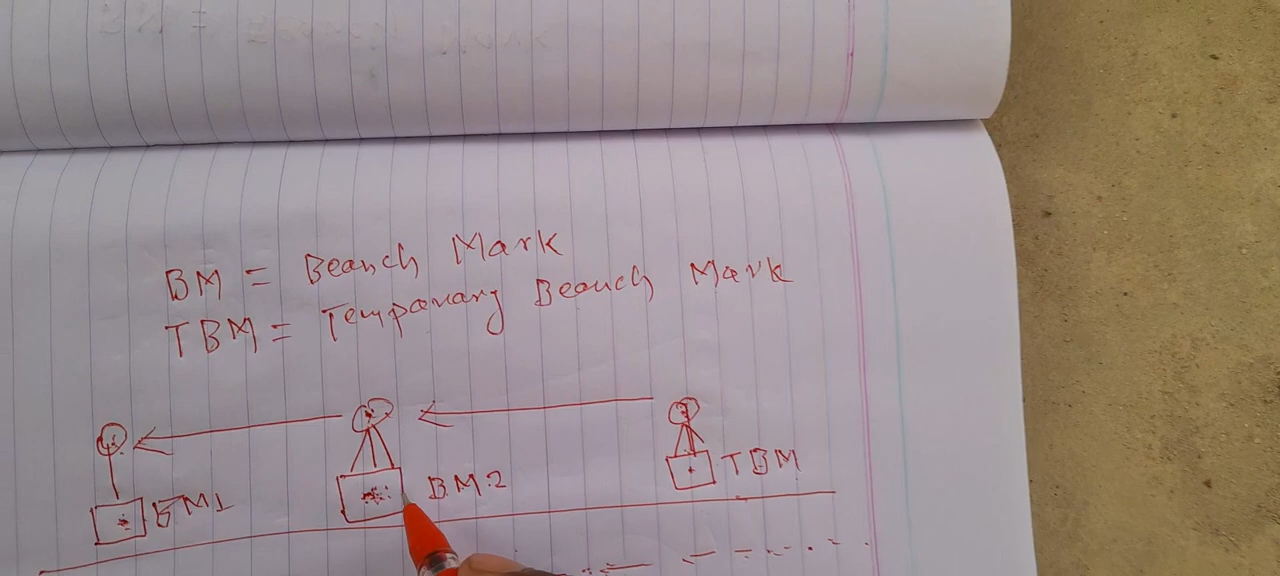 BM = Beanch Mark
TBM = Temporary Beanch Mark
BM1
BM2
TBM